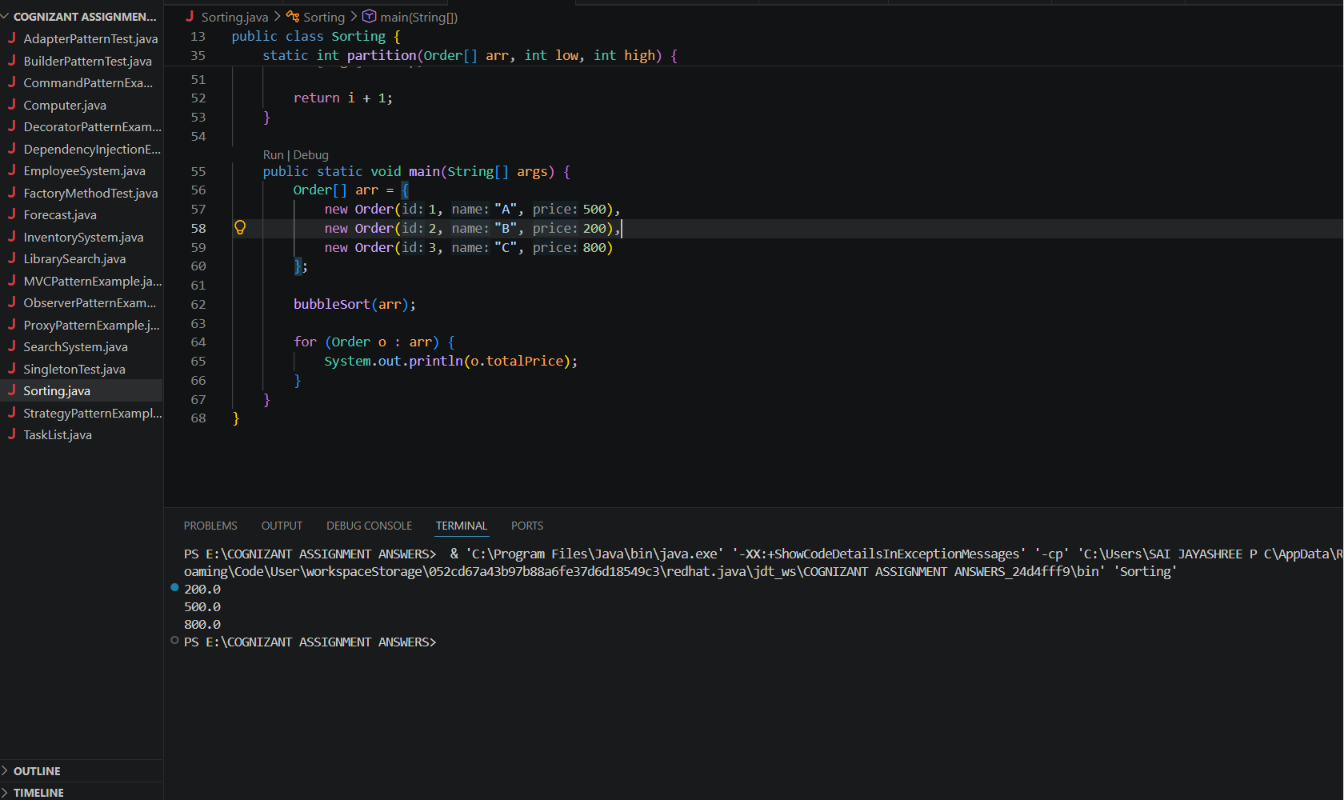 COGNIZANT ASSIGNMEN...
AdapterPatternTest.java
BuilderPatternTest.java
CommandPatternExa...
Computer.java
DecoratorPatternExam...
DependencyInjectionE...
EmployeeSystem.java
FactoryMethodTest.java
Forecast.java
InventorySystem.java
LibrarySearch.java
MVCPatternExample.ja...
ObserverPatternExam...
ProxyPatternExample.j...
SearchSystem.java
SingletonTest.java
Sorting.java
StrategyPatternExampl...
TaskList.java
OUTLINE
TIMELINE
Sorting.java > Sorting > main(String[])
13 public class Sorting {
35 static int partition(Order[] arr, int low, int high) {
51
52 return i + 1;
53 }
54
Run | Debug
55 public static void main(String[] args) {
56 Order[] arr = {
57 new Order(id: 1, name: "A", price: 500),
58 new Order(id: 2, name: "B", price: 200),
59 new Order(id: 3, name: "C", price: 800)
60 };
61
62 bubbleSort(arr);
63
64 for (Order o : arr) {
65 System.out.println(o.totalPrice);
66 }
67 }
68 }
PROBLEMS OUTPUT DEBUG CONSOLE TERMINAL PORTS
PS E:\COGNIZANT ASSIGNMENT ANSWERS>  & 'C:\Program Files\Java\bin\java.exe' '-XX:+ShowCodeDetailsInExceptionMessages' '-cp' 'C:\Users\SAI JAYASHREE P C\AppData\R
oaming\Code\User\workspaceStorage\052cd67a43b97b88a6fe37d6d18549c3\redhat.java\jdt_ws\COGNIZANT ASSIGNMENT ANSWERS_24d4fff9\bin' 'Sorting'
200.0
500.0
800.0
PS E:\COGNIZANT ASSIGNMENT ANSWERS>